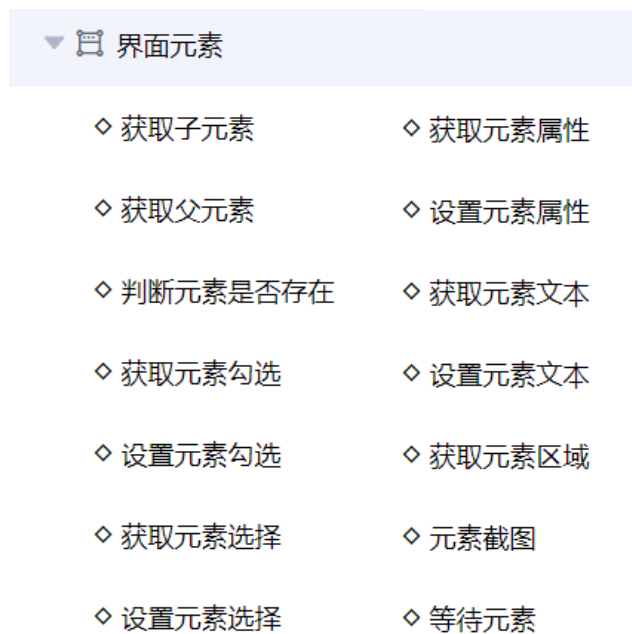 界面元素
获取子元素
获取父元素
判断元素是否存在
获取元素勾选
设置元素勾选
获取元素选择
设置元素选择
获取元素属性
设置元素属性
获取元素文本
设置元素文本
获取元素区域
元素截图
等待元素